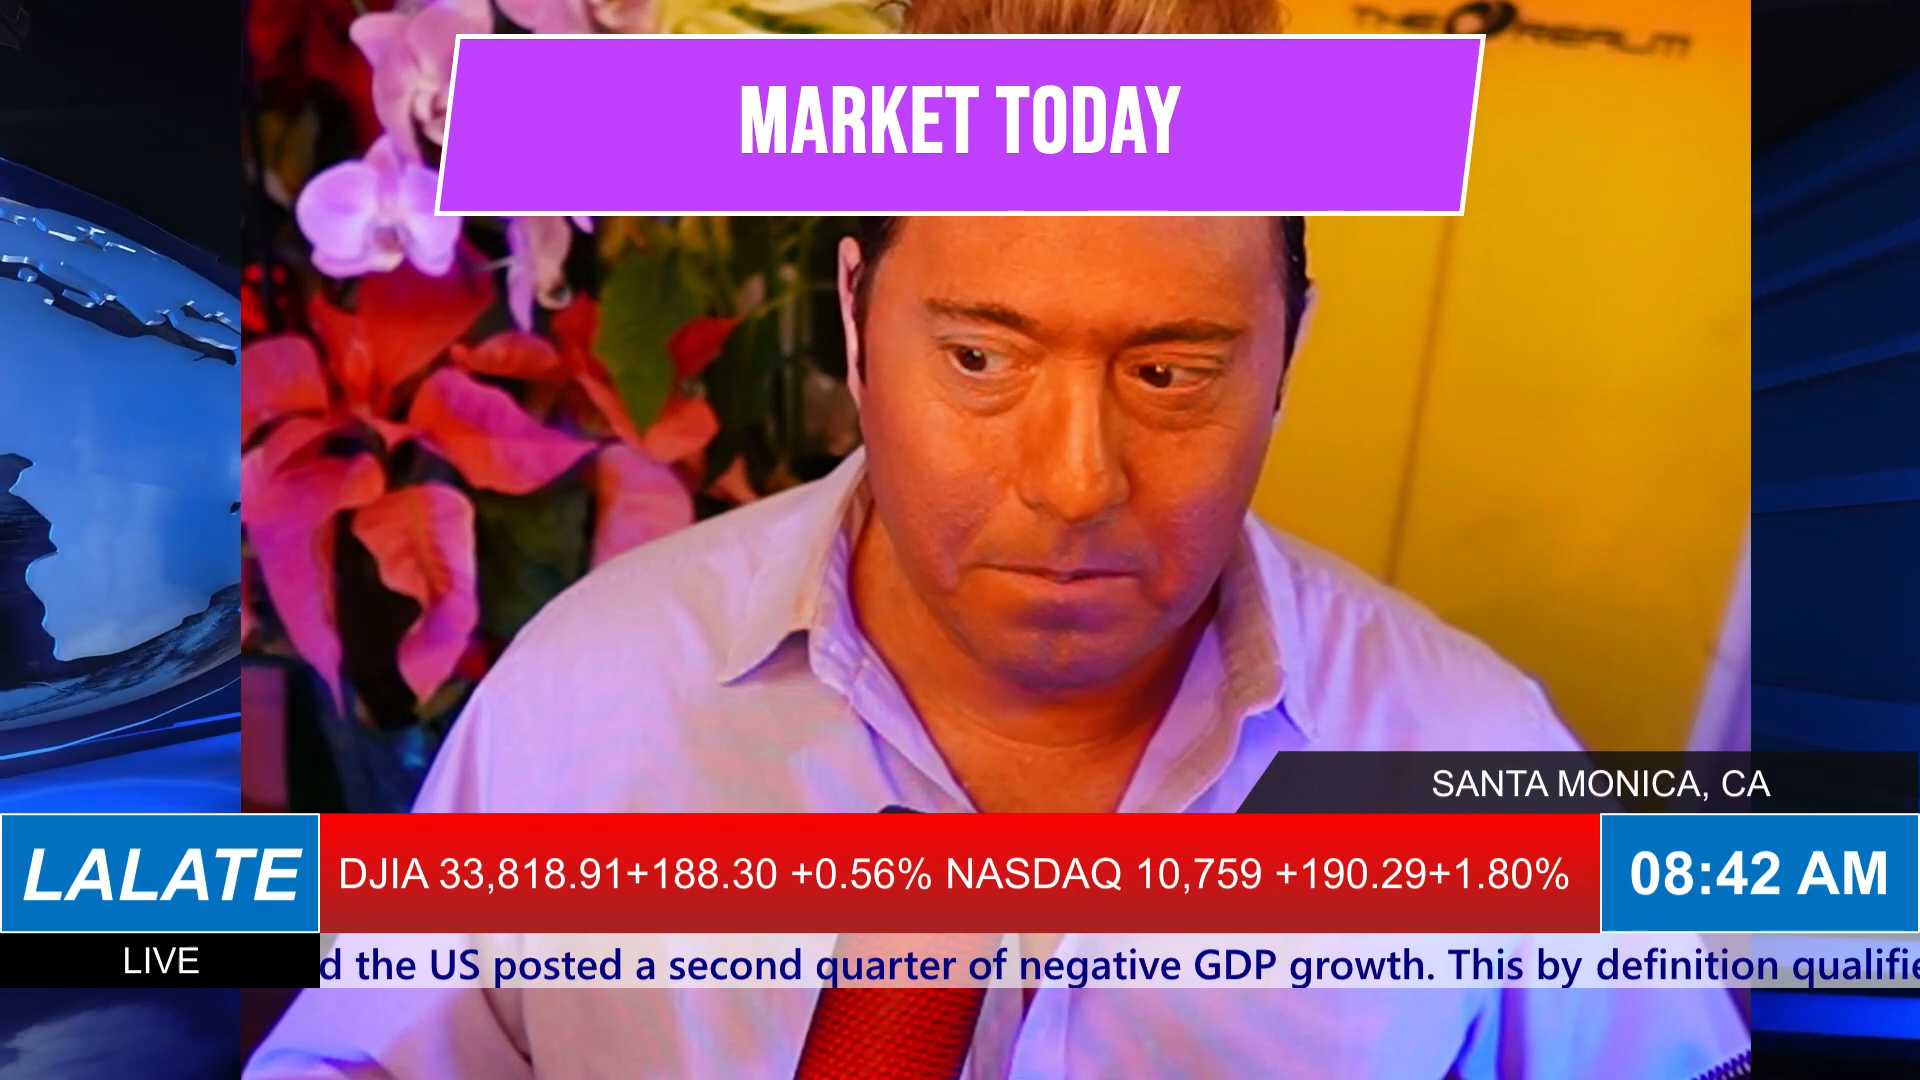 THE REALM
MARKET TODAY
SANTA MONICA, CA
LALATE
DJIA 33,818.91+188.30 +0.56% NASDAQ 10,759 +190.29+1.80%
08:42 AM
LIVE
d the US posted a second quarter of negative GDP growth. This by definition qualifie